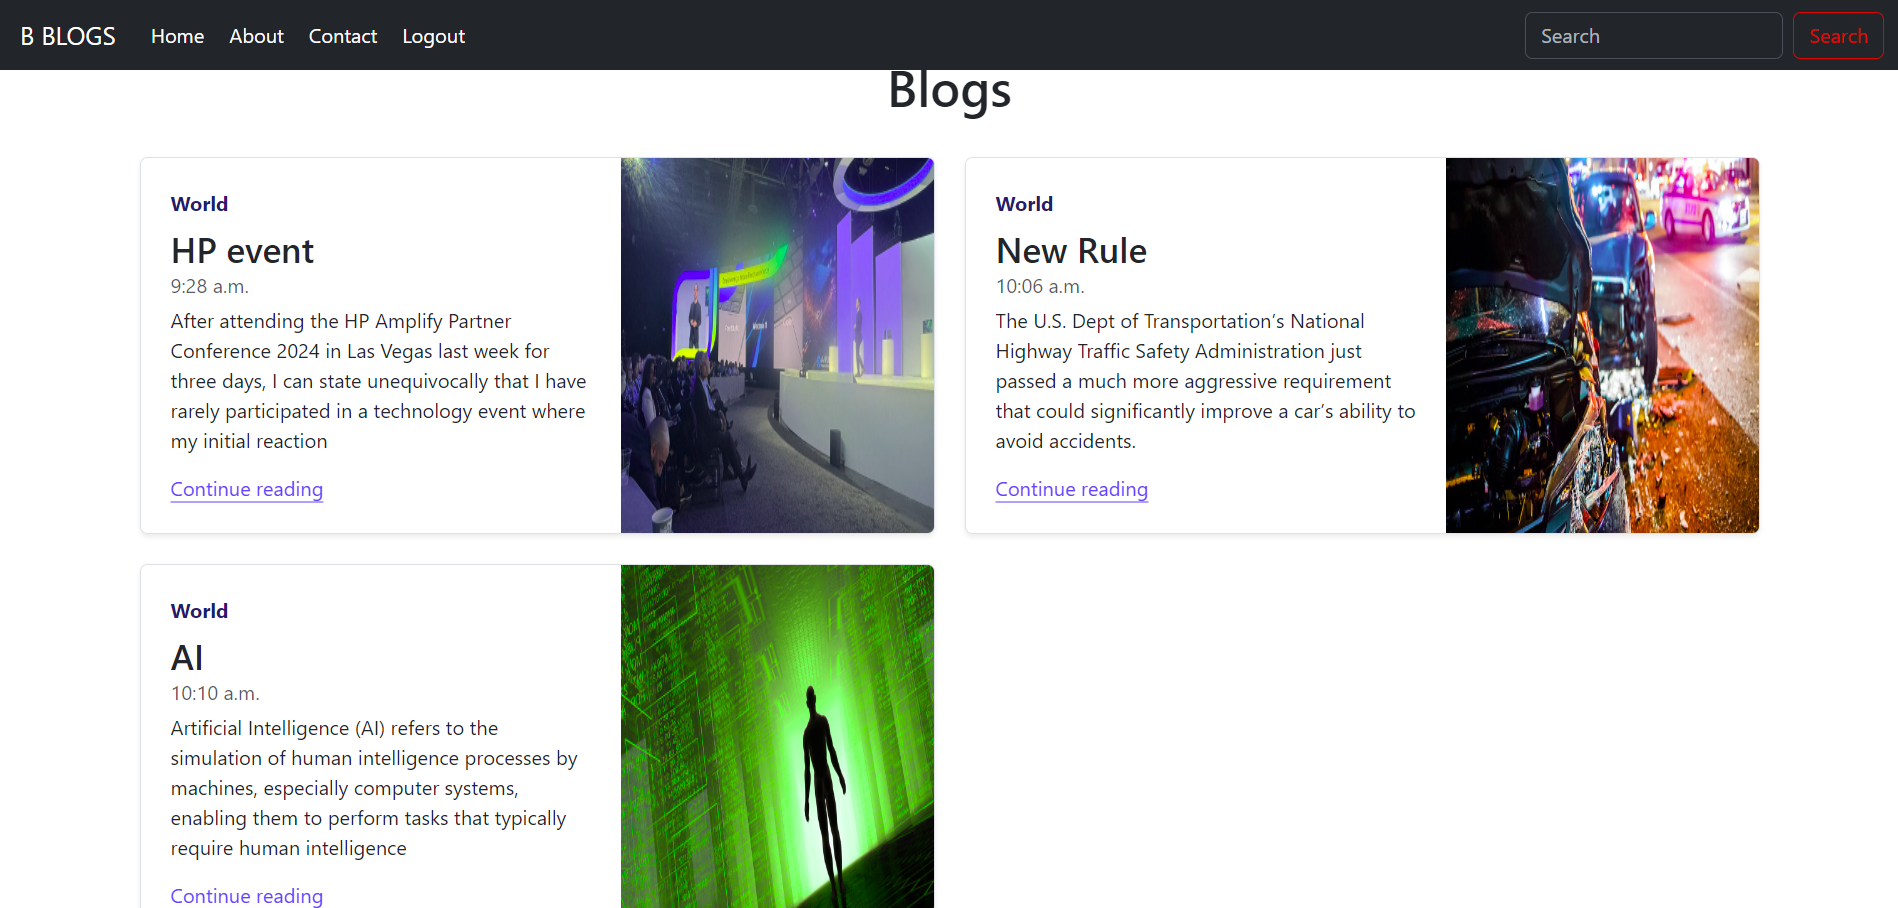 B BLOGS Home About Contact Logout Search Search
Blogs
World
HP event
9:28 a.m.
After attending the HP Amplify Partner
Conference 2024 in Las Vegas last week for
three days, I can state unequivocally that I have
rarely participated in a technology event where
my initial reaction
Continue reading
World
New Rule
10:06 a.m.
The U.S. Dept of Transportation’s National
Highway Traffic Safety Administration just
passed a much more aggressive requirement
that could significantly improve a car’s ability to
avoid accidents.
Continue reading
World
AI
10:10 a.m.
Artificial Intelligence (AI) refers to the
simulation of human intelligence processes by
machines, especially computer systems,
enabling them to perform tasks that typically
require human intelligence
Continue reading